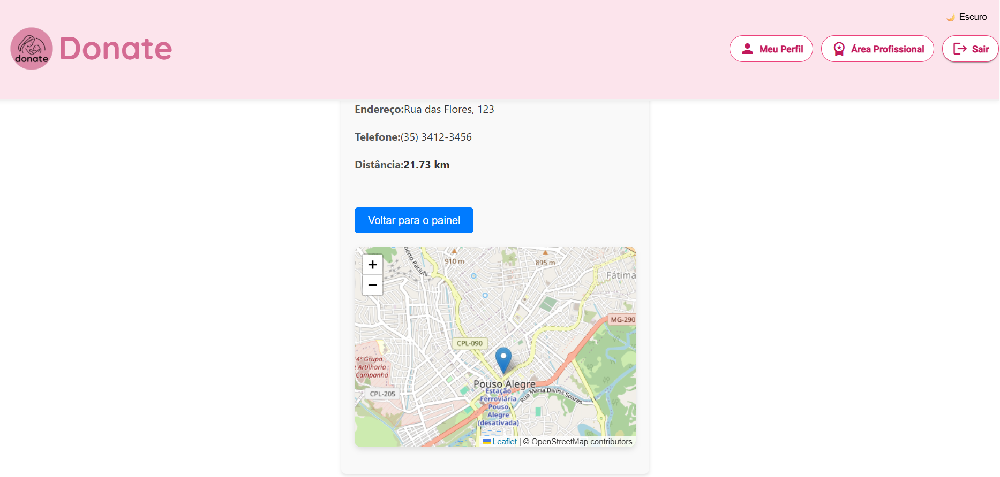 🌙 Escuro
donate
Donate
Meu Perfil
Área Profissional
Sair
Endereço:Rua das Flores, 123
Telefone:(35) 3412-3456
Distância:21.73 km
Voltar para o painel
+
−
910 m
895 m
Fátima
MG-290
CPL-090
14° Grupo
e Artilharia
Campanha
CPL-205
Pouso Alegre
Estação
Ferroviária
Pouso
Alegre
(desativada)
Rua Maria Divina Soares
Leaflet | © OpenStreetMap contributors